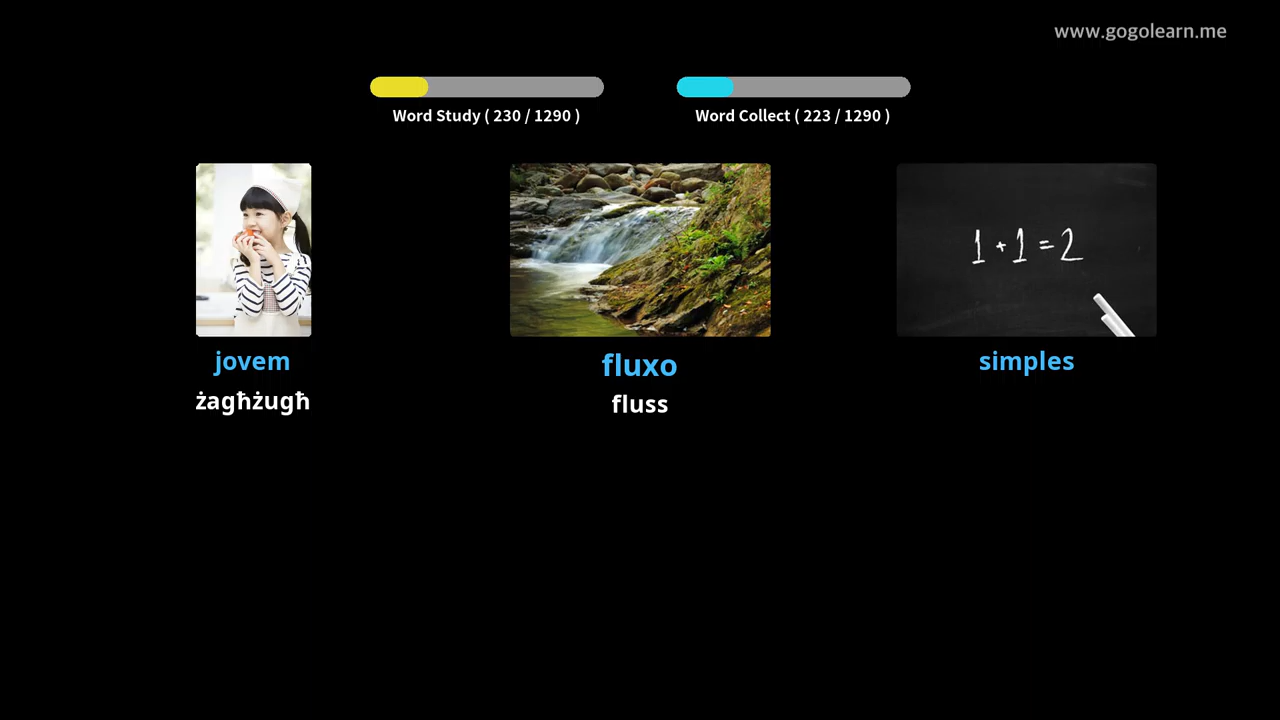 www.gogolearn.me
Word Study ( 230 / 1290 )
Word Collect ( 223 / 1290 )
1 + 1 = 2
jovem
fluxo
simples
żagħżugħ
fluss